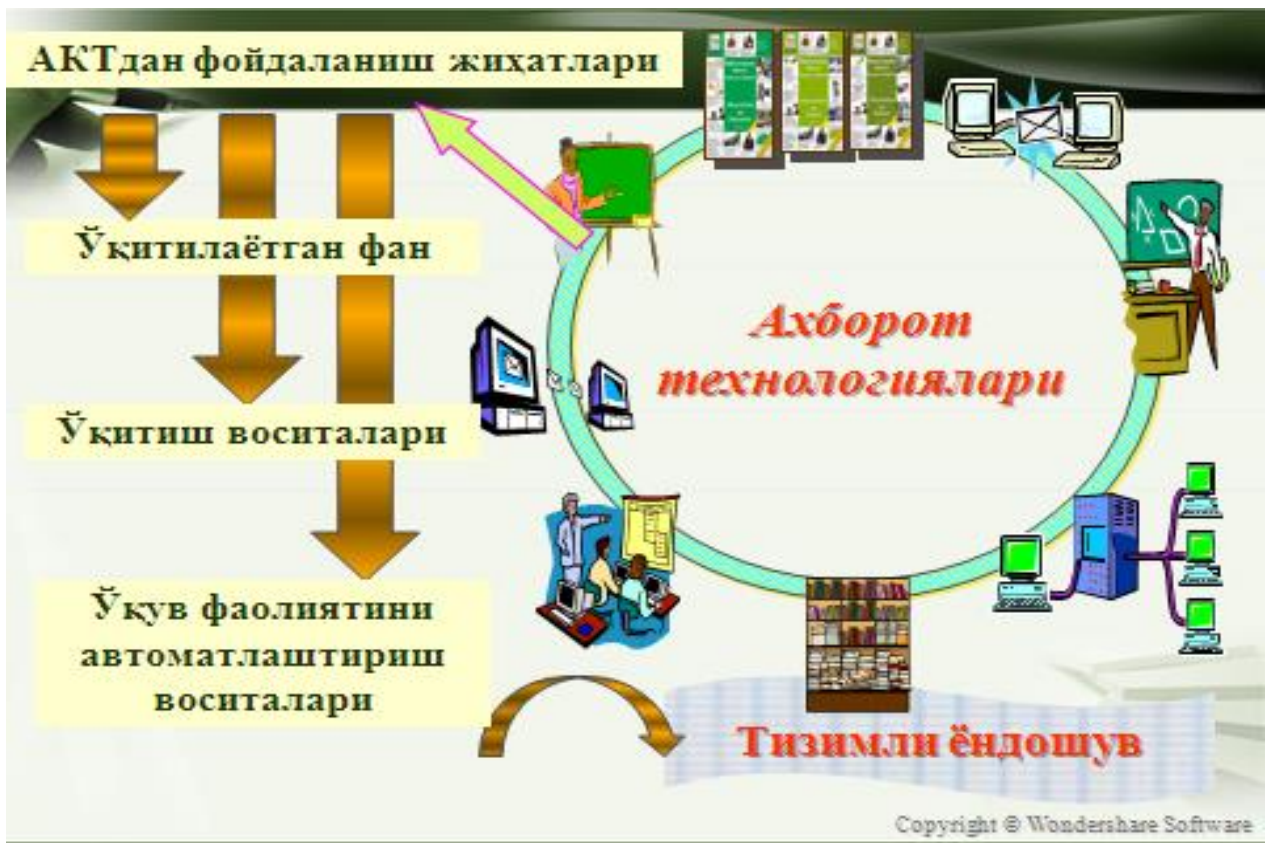 АКТдан фойдаланиш жиҳатлари
Ўқитилаётган фан
Ахборот
технологиялари
Ўқитиш воситалари
Ўқув фаолиятини
автоматлаштириш
воситалари
Тизимли ёндошув
Copyright © Wondershare Software